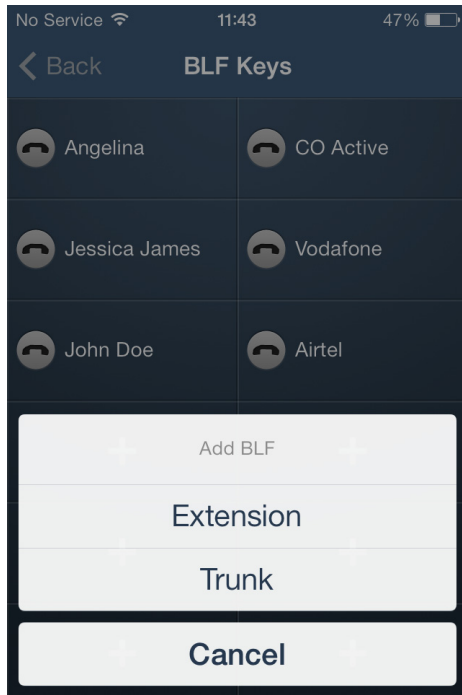 No Service 11:43 47%
Back BLF Keys
Angelina CO Active
Jessica James Vodafone
John Doe Airtel
Add BLF
Extension
Trunk
Cancel